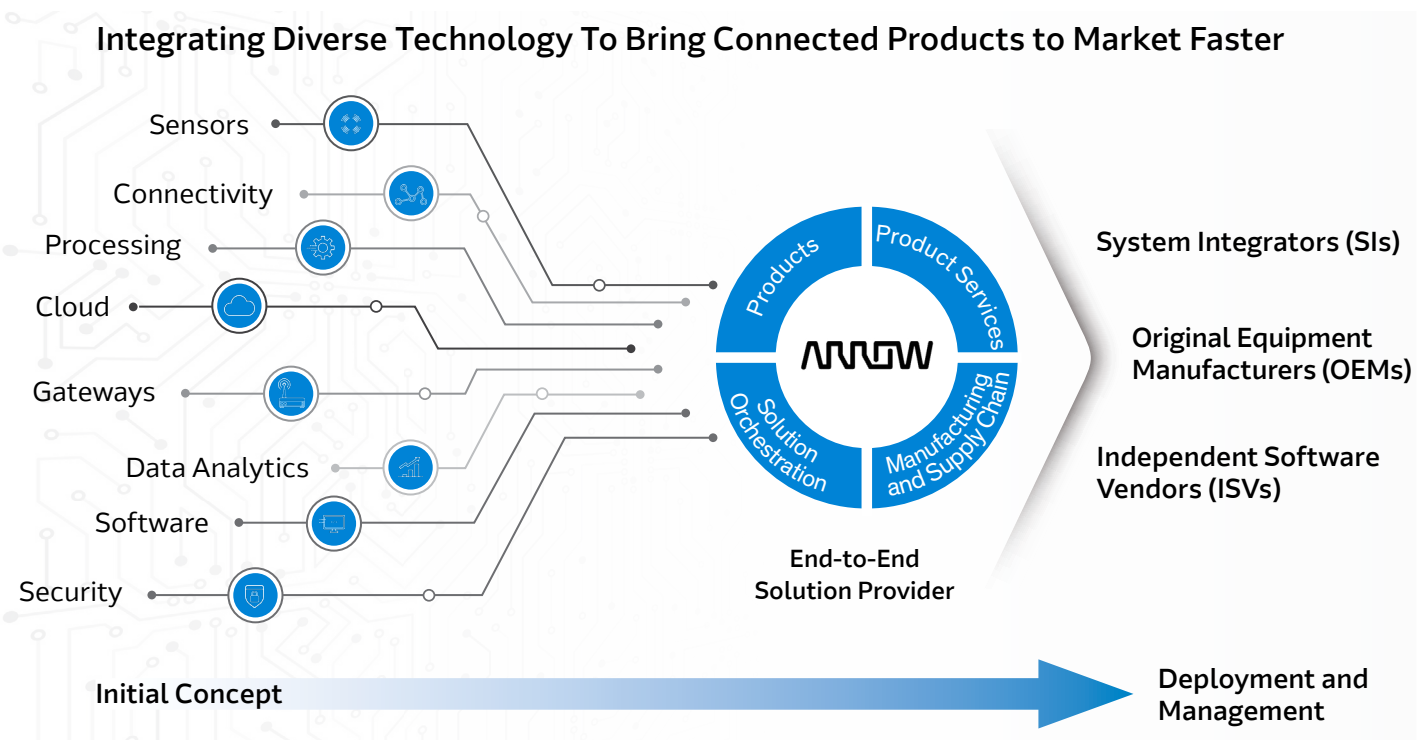 Integrating Diverse Technology To Bring Connected Products to Market Faster
Sensors
Connectivity
Processing
Cloud
Gateways
Data Analytics
Software
Security
Products
Product Services
Solution
Orchestration
Manufacturing
and Supply Chain
ARROW
End-to-End
Solution Provider
System Integrators (SIs)
Original Equipment
Manufacturers (OEMs)
Independent Software
Vendors (ISVs)
Initial Concept
Deployment and
Management